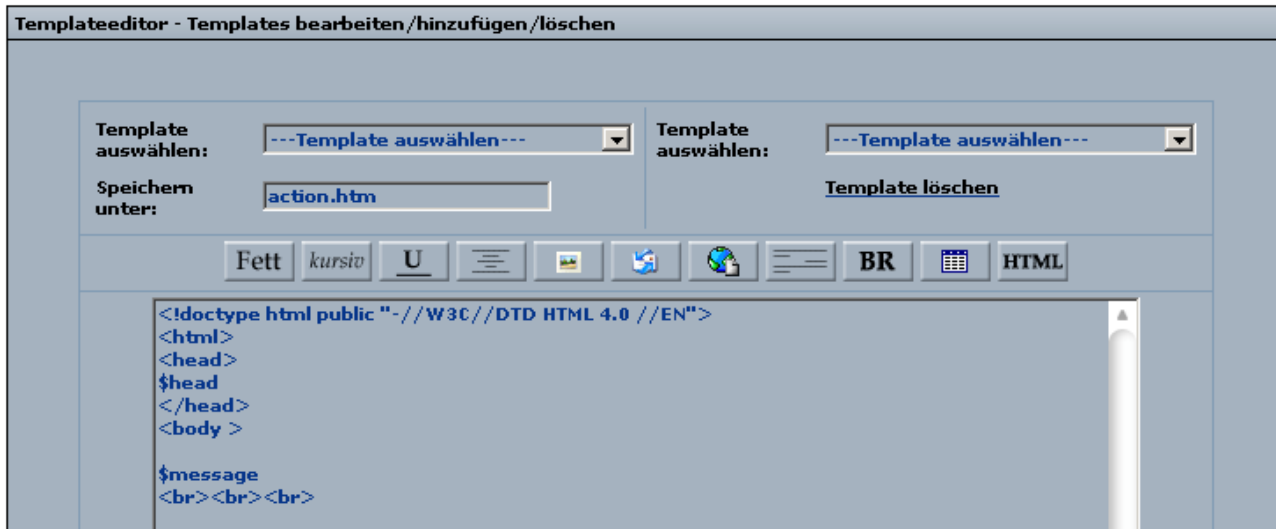 Templateeditor - Templates bearbeiten/hinzufügen/löschen
Template
auswählen:
---Template auswählen---
Speichern
unter:
action.htm
Template
auswählen:
---Template auswählen---
Template löschen
Fett kursiv U BR HTML
<!doctype html public "-//W3C//DTD HTML 4.0 //EN">
<html>
<head>
$head
</head>
<body >
$message
<br><br><br>